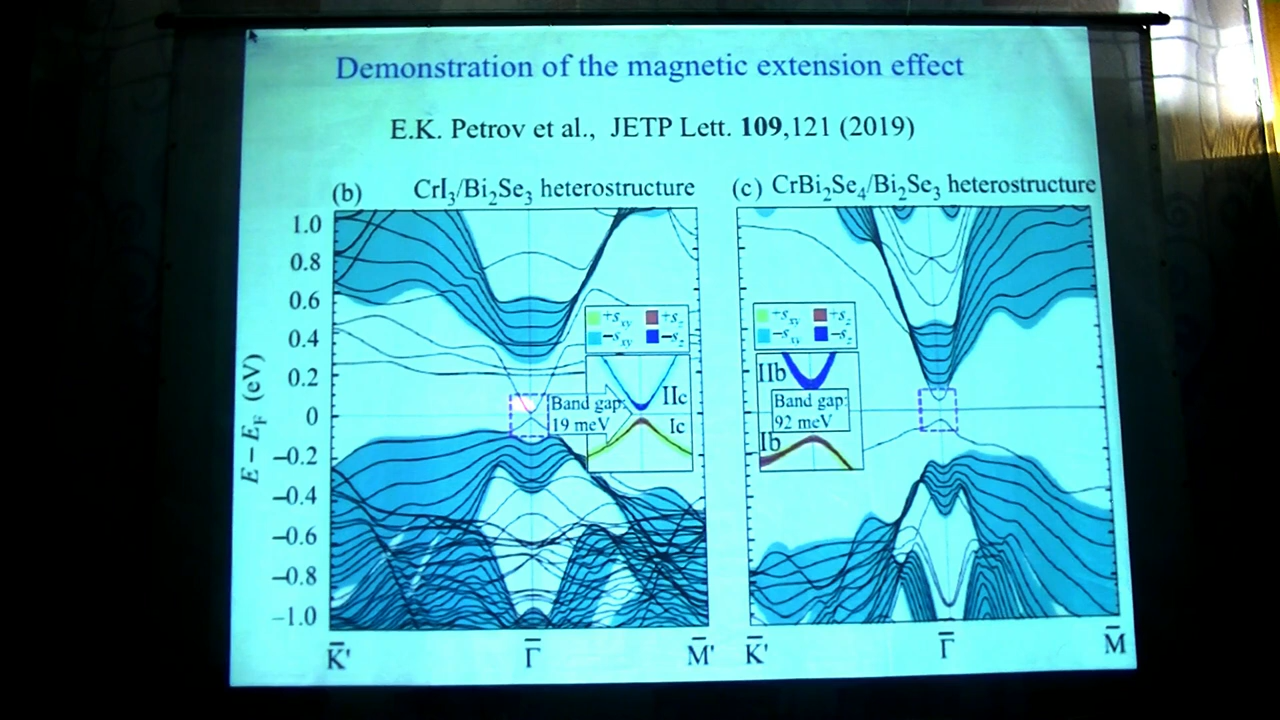 Demonstration of the magnetic extension effect
E.K. Petrov et al., JETP Lett. 109,121 (2019)
(b) CrI₃/Bi₂Se₃ heterostructure
(c) CrBi₂Se₄/Bi₂Se₃ heterostructure
E – E_F (eV)
1.0
0.8
0.6
0.4
0.2
0
–0.2
–0.4
–0.6
–0.8
–1.0
+s_xy +s_z
–s_xy –s_z
IIc
Band gap:
19 meV
Ic
K̅' Γ̅ M̅'
+s_xy +s_z
–s_xy –s_z
IIb
Band gap:
92 meV
Ib
K̅' Γ̅ M̅